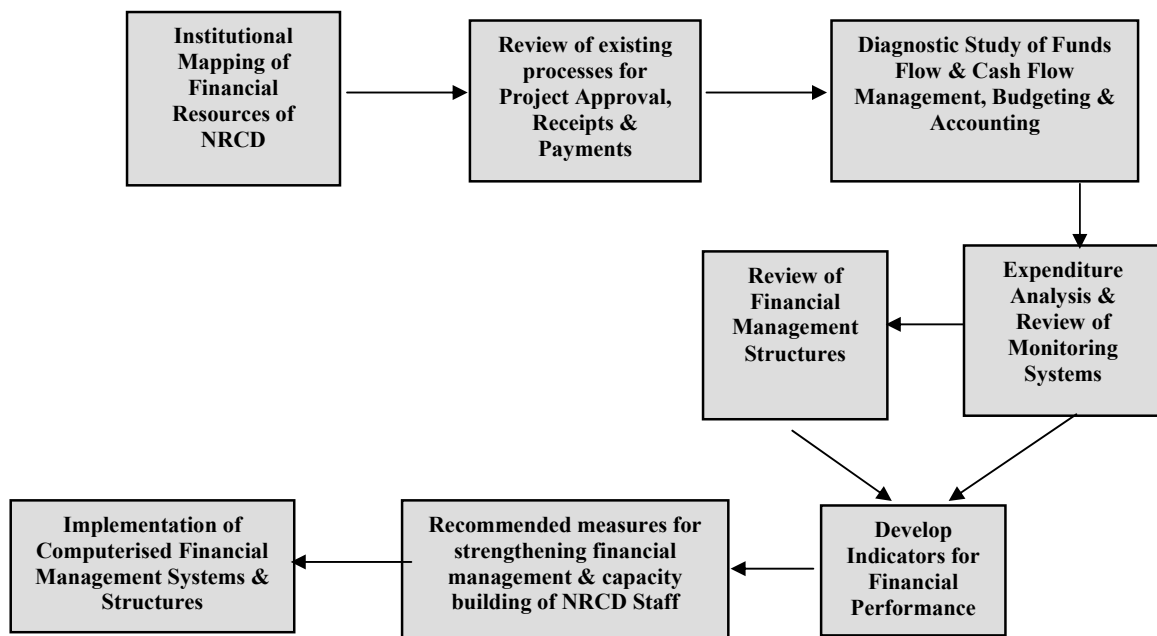 Institutional
Mapping of
Financial
Resources of
NRCD
Review of existing
processes for
Project Approval,
Receipts &
Payments
Diagnostic Study of Funds
Flow & Cash Flow
Management, Budgeting &
Accounting
Expenditure
Analysis &
Review of
Monitoring
Systems
Review of
Financial
Management
Structures
Develop
Indicators for
Financial
Performance
Recommended measures for
strengthening financial
management & capacity
building of NRCD Staff
Implementation of
Computerised Financial
Management Systems &
Structures